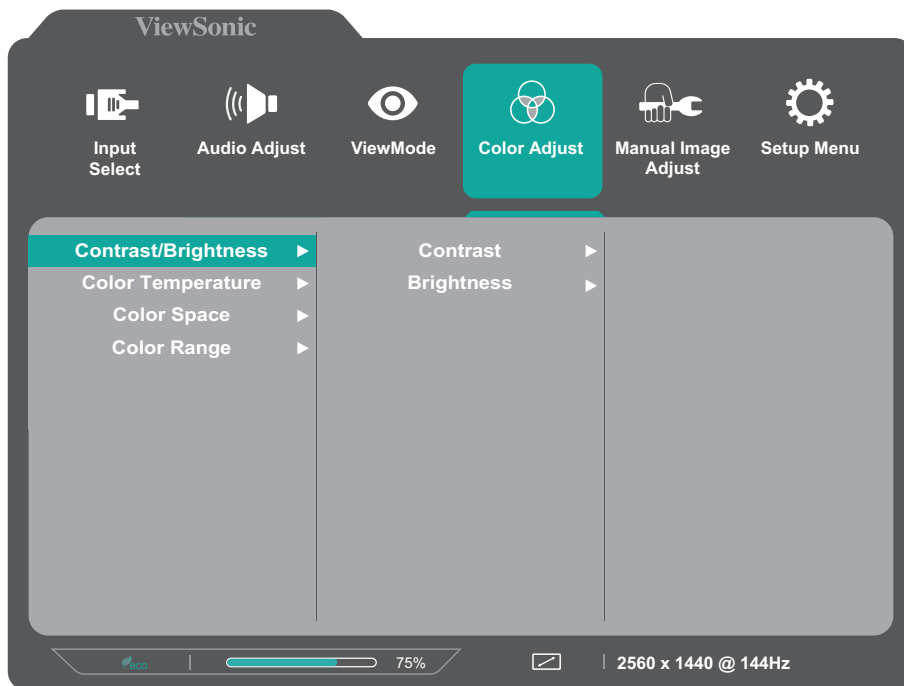 ViewSonic
Input Select
Audio Adjust
ViewMode
Color Adjust
Manual Image Adjust
Setup Menu
Contrast/Brightness
Color Temperature
Color Space
Color Range
Contrast
Brightness
eco
75%
2560 x 1440 @ 144Hz